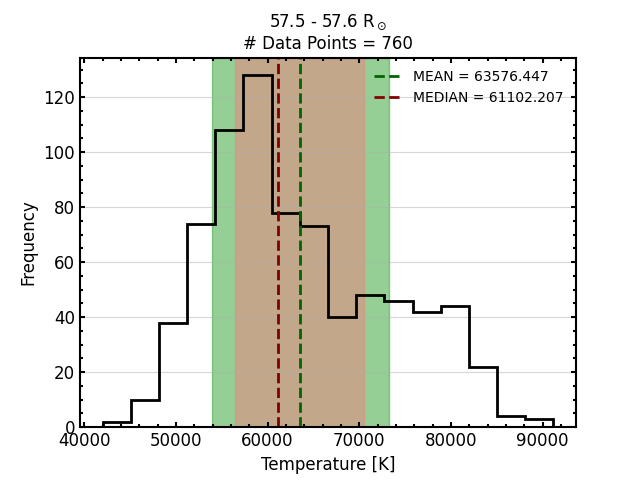 57.5 - 57.6 R⊙
# Data Points = 760
MEAN = 63576.447
MEDIAN = 61102.207
120
100
80
60
40
20
0
Frequency
40000 50000 60000 70000 80000 90000
Temperature [K]